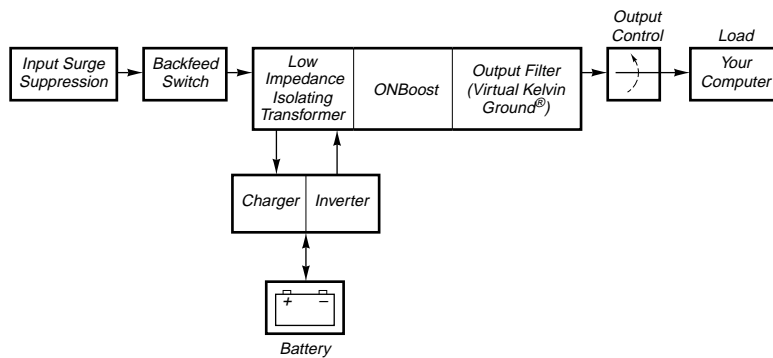 Input Surge
Suppression
Backfeed
Switch
Low
Impedance
Isolating
Transformer
ONBoost
Output Filter
(Virtual Kelvin
Ground®)
Output
Control
Load
Your
Computer
Charger
Inverter
+ −
Battery